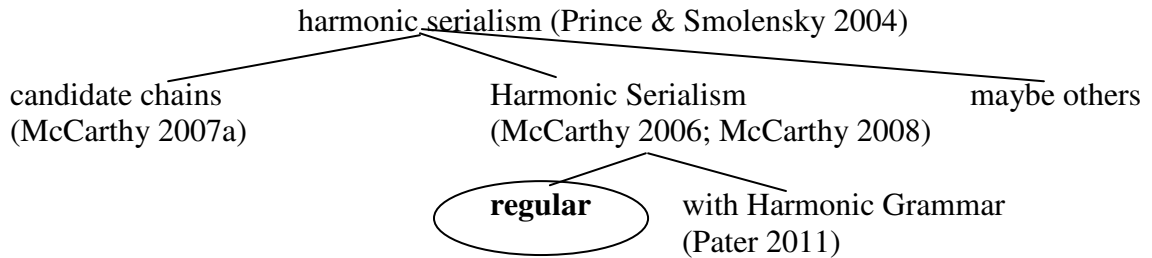 harmonic serialism (Prince & Smolensky 2004)
candidate chains
(McCarthy 2007a)
Harmonic Serialism
(McCarthy 2006; McCarthy 2008)
maybe others
regular
with Harmonic Grammar
(Pater 2011)